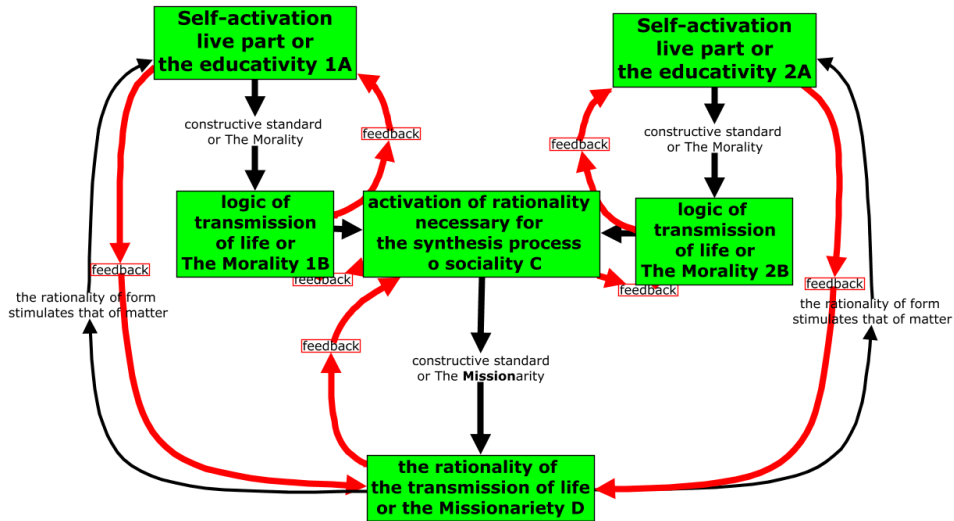 Self-activation
live part or
the educativity 1A
Self-activation
live part or
the educativity 2A
constructive standard
or The Morality
constructive standard
or The Morality
feedback
feedback
logic of
transmission
of life or
The Morality 1B
activation of rationality
necessary for
the synthesis process
o sociality C
logic of
transmission
of life or
The Morality 2B
feedback
feedback
feedback
feedback
the rationality of form
stimulates that of matter
the rationality of form
stimulates that of matter
feedback
constructive standard
or The Missionarity
the rationality of
the transmission of life
or the Missionariety D